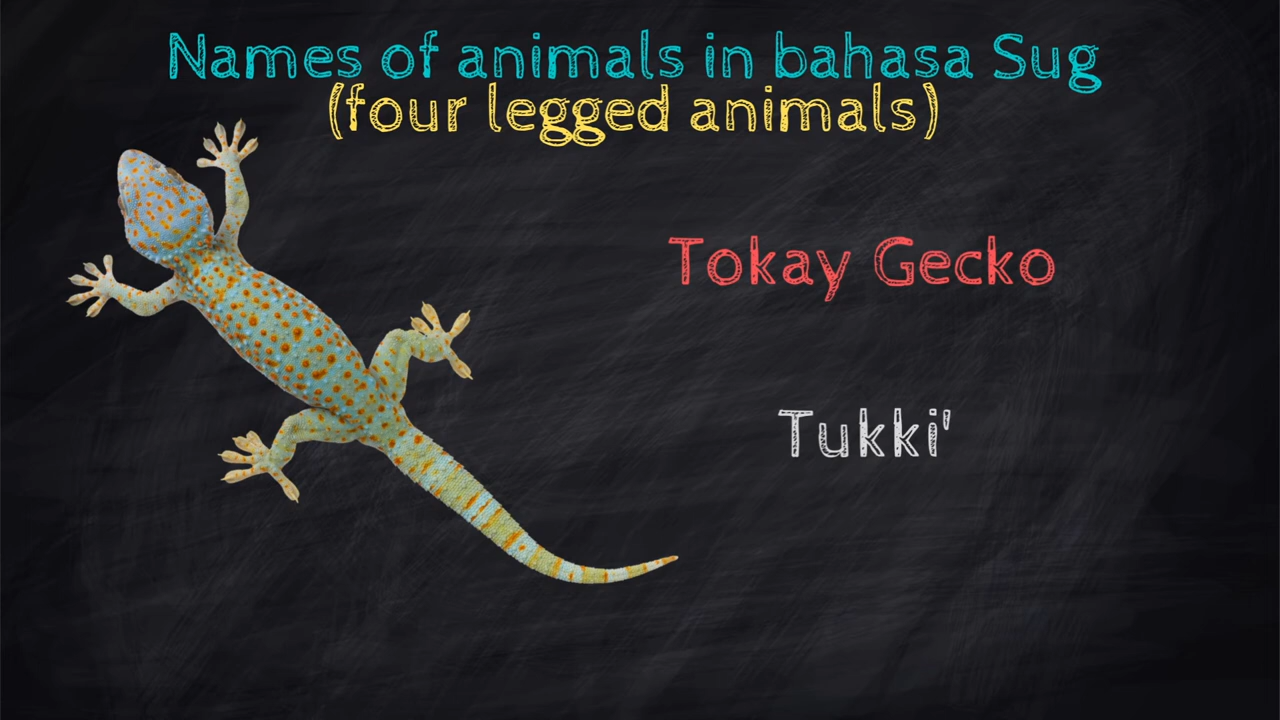 Names of animals in bahasa Sug
(four legged animals)
Tokay Gecko
Tukki'